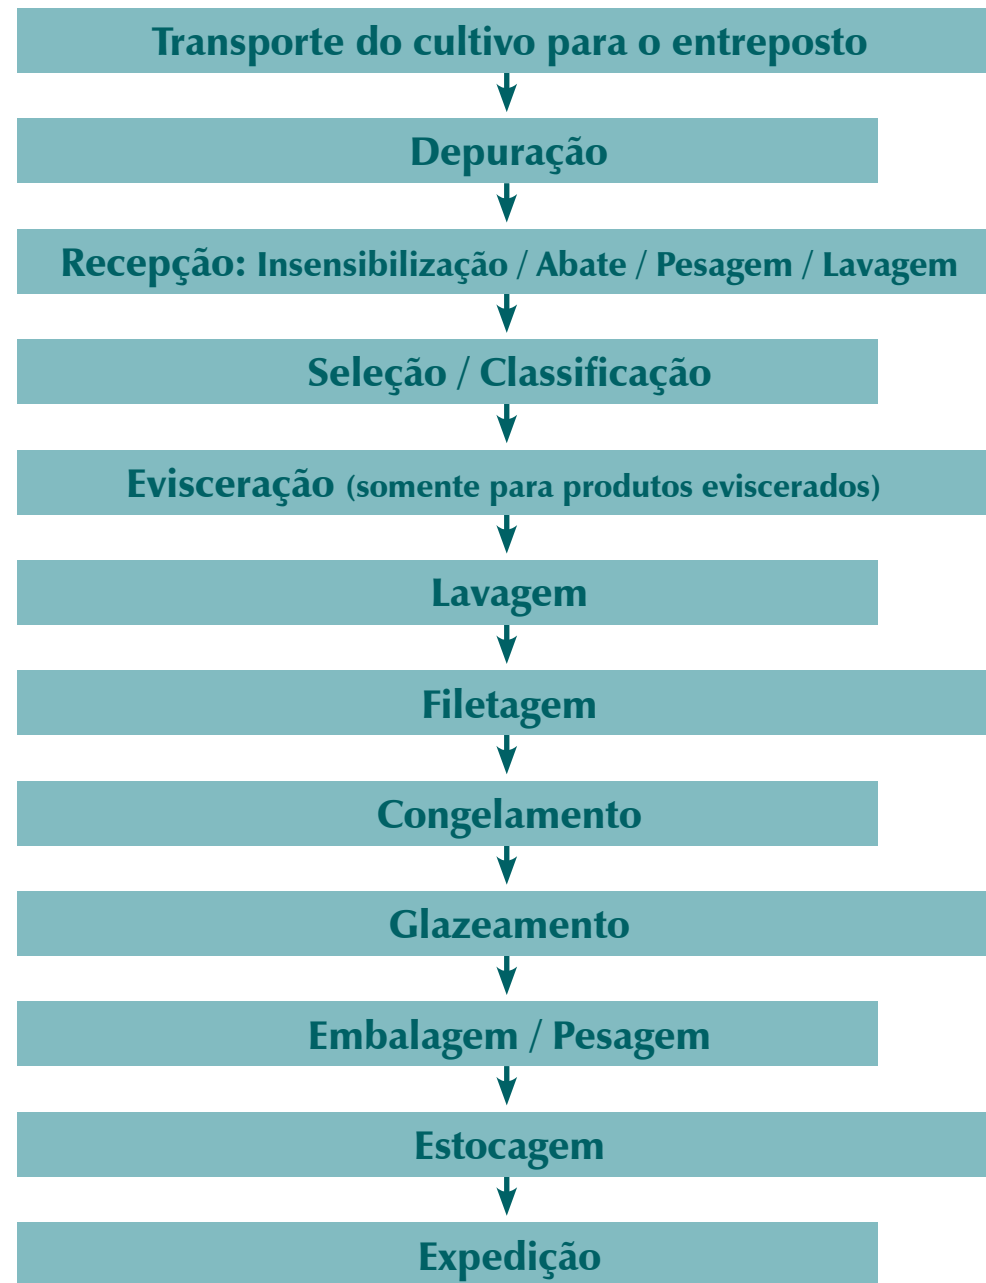 Transporte do cultivo para o entreposto
Depuração
Recepção: Insensibilização / Abate / Pesagem / Lavagem
Seleção / Classificação
Evisceração (somente para produtos eviscerados)
Lavagem
Filetagem
Congelamento
Glazeamento
Embalagem / Pesagem
Estocagem
Expedição